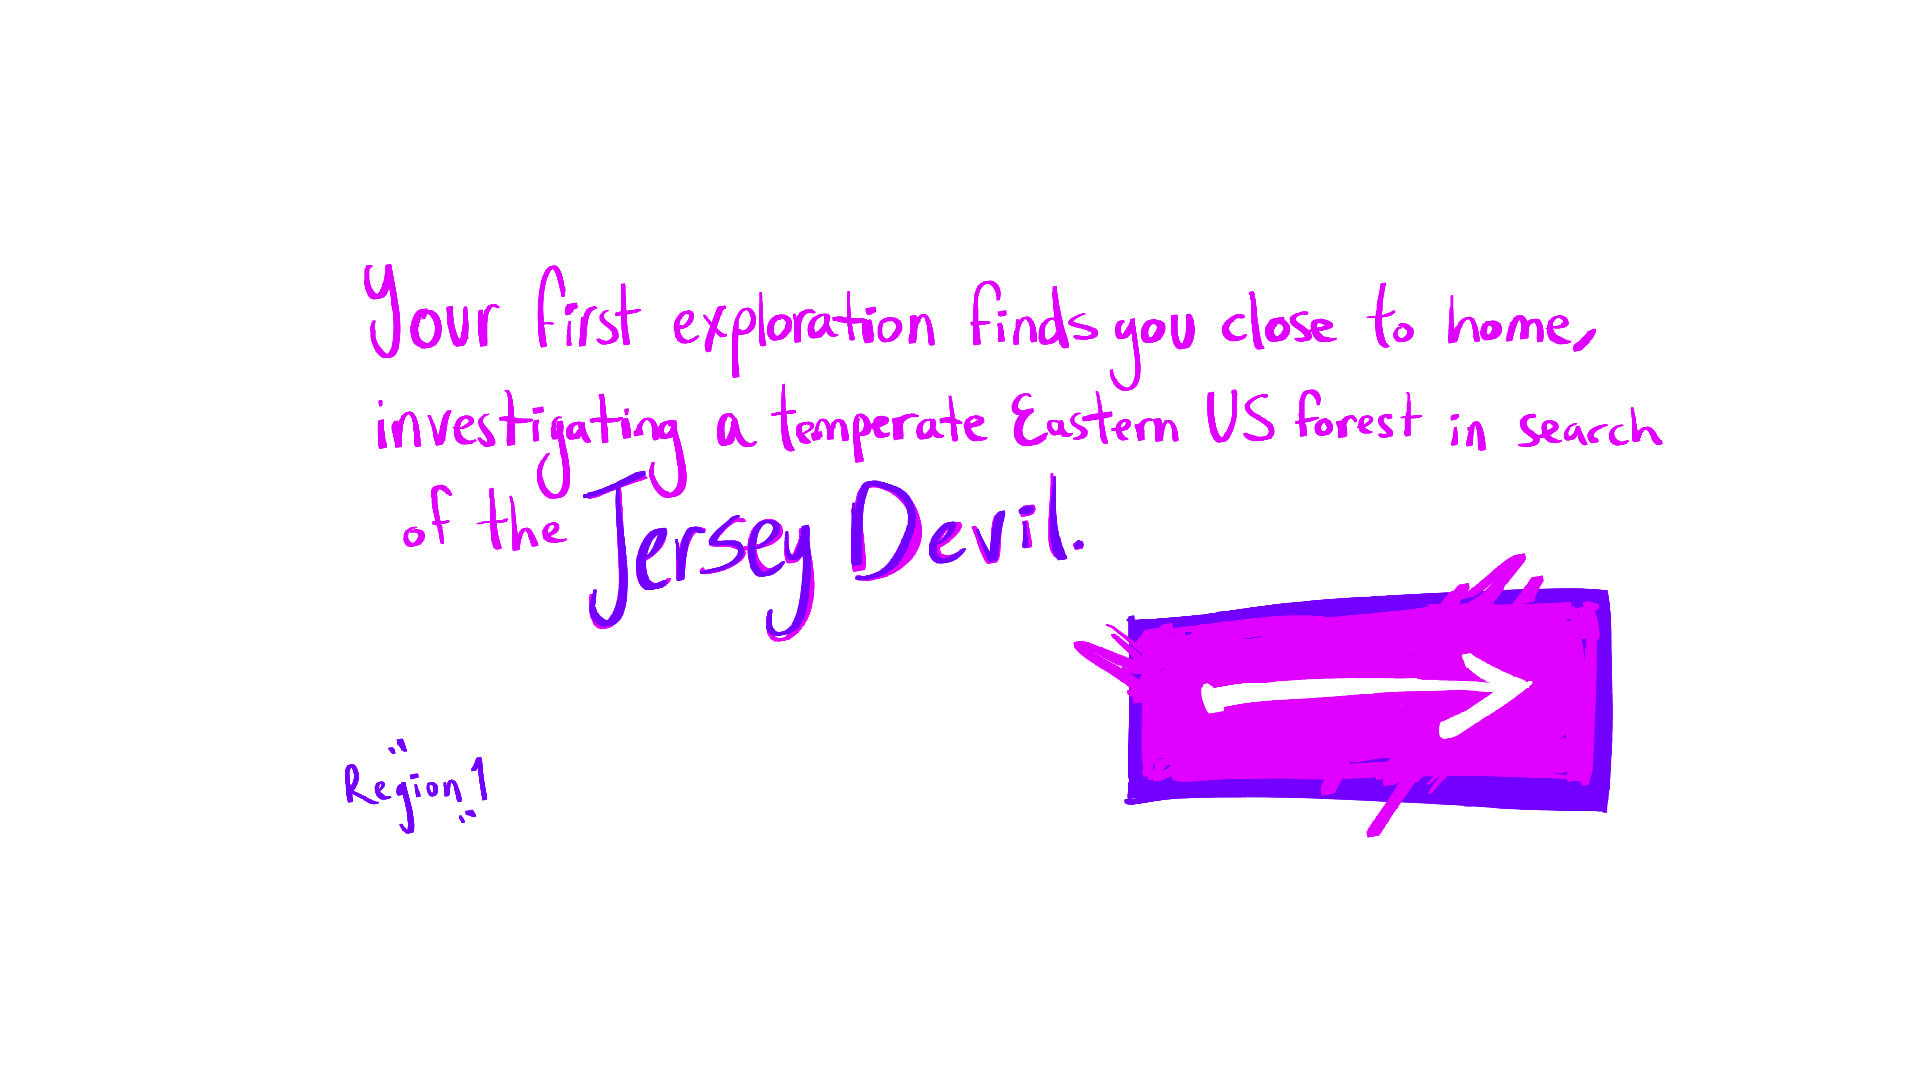 Your first exploration finds you close to home,
investigating a temperate Eastern US forest in search
of the Jersey Devil.
Region 1